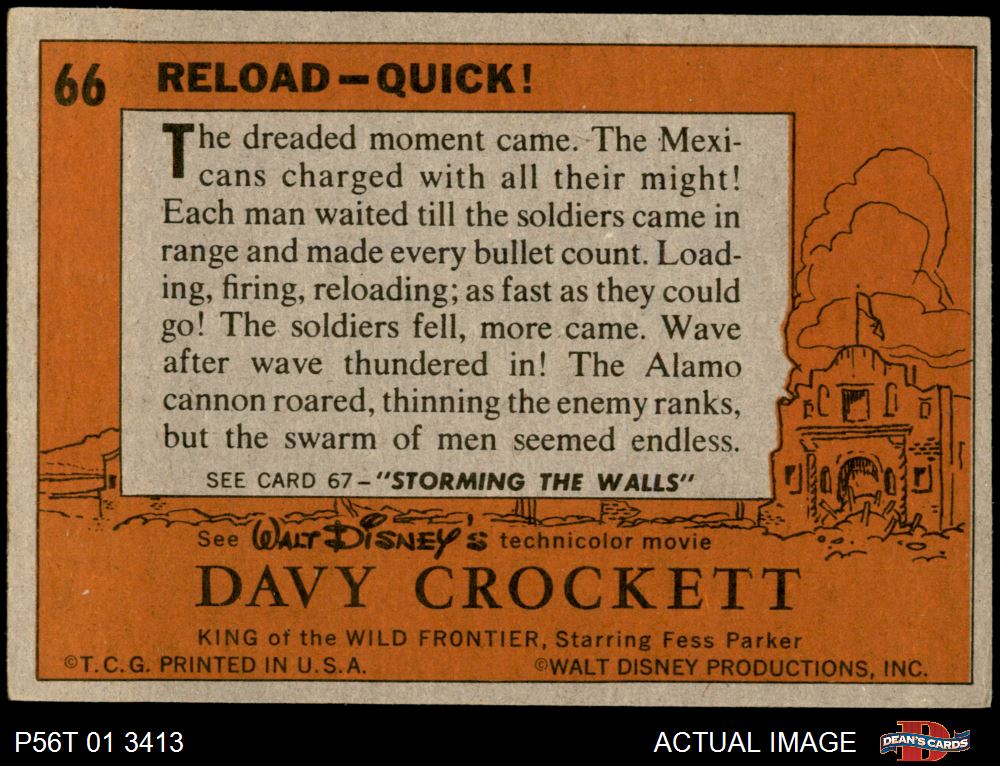 66 RELOAD—QUICK!
The dreaded moment came. The Mexi-
cans charged with all their might!
Each man waited till the soldiers came in
range and made every bullet count. Load-
ing, firing, reloading; as fast as they could
go! The soldiers fell, more came. Wave
after wave thundered in! The Alamo
cannon roared, thinning the enemy ranks,
but the swarm of men seemed endless.
SEE CARD 67—"STORMING THE WALLS"
See WALT DISNEY'S technicolor movie
DAVY CROCKETT
KING of the WILD FRONTIER, Starring Fess Parker
©T.C.G. PRINTED IN U.S.A. ©WALT DISNEY PRODUCTIONS, INC.
P56T 01 3413 ACTUAL IMAGE D DEAN'S CARDS